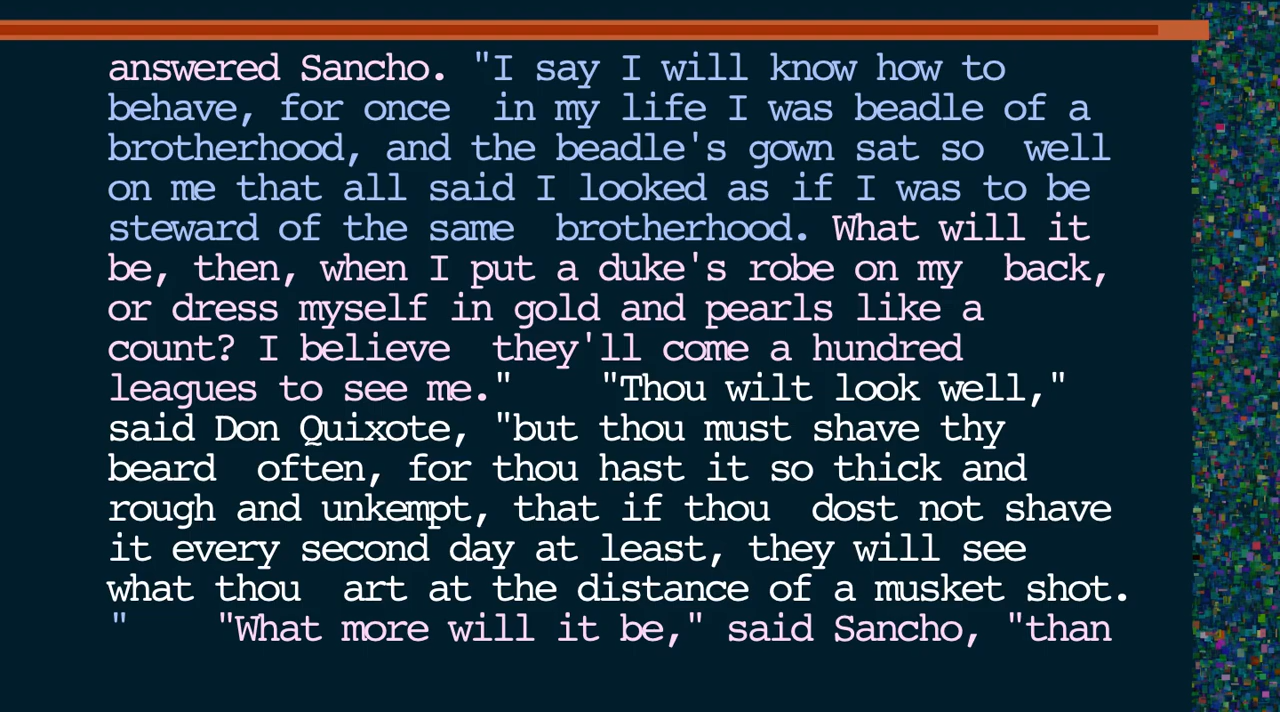 answered Sancho. "I say I will know how to
behave, for once  in my life I was beadle of a
brotherhood, and the beadle's gown sat so  well
on me that all said I looked as if I was to be
steward of the same  brotherhood. What will it
be, then, when I put a duke's robe on my  back,
or dress myself in gold and pearls like a
count? I believe  they'll come a hundred
leagues to see me."    "Thou wilt look well,"
said Don Quixote, "but thou must shave thy
beard  often, for thou hast it so thick and
rough and unkempt, that if thou  dost not shave
it every second day at least, they will see
what thou  art at the distance of a musket shot.
"    "What more will it be," said Sancho, "than